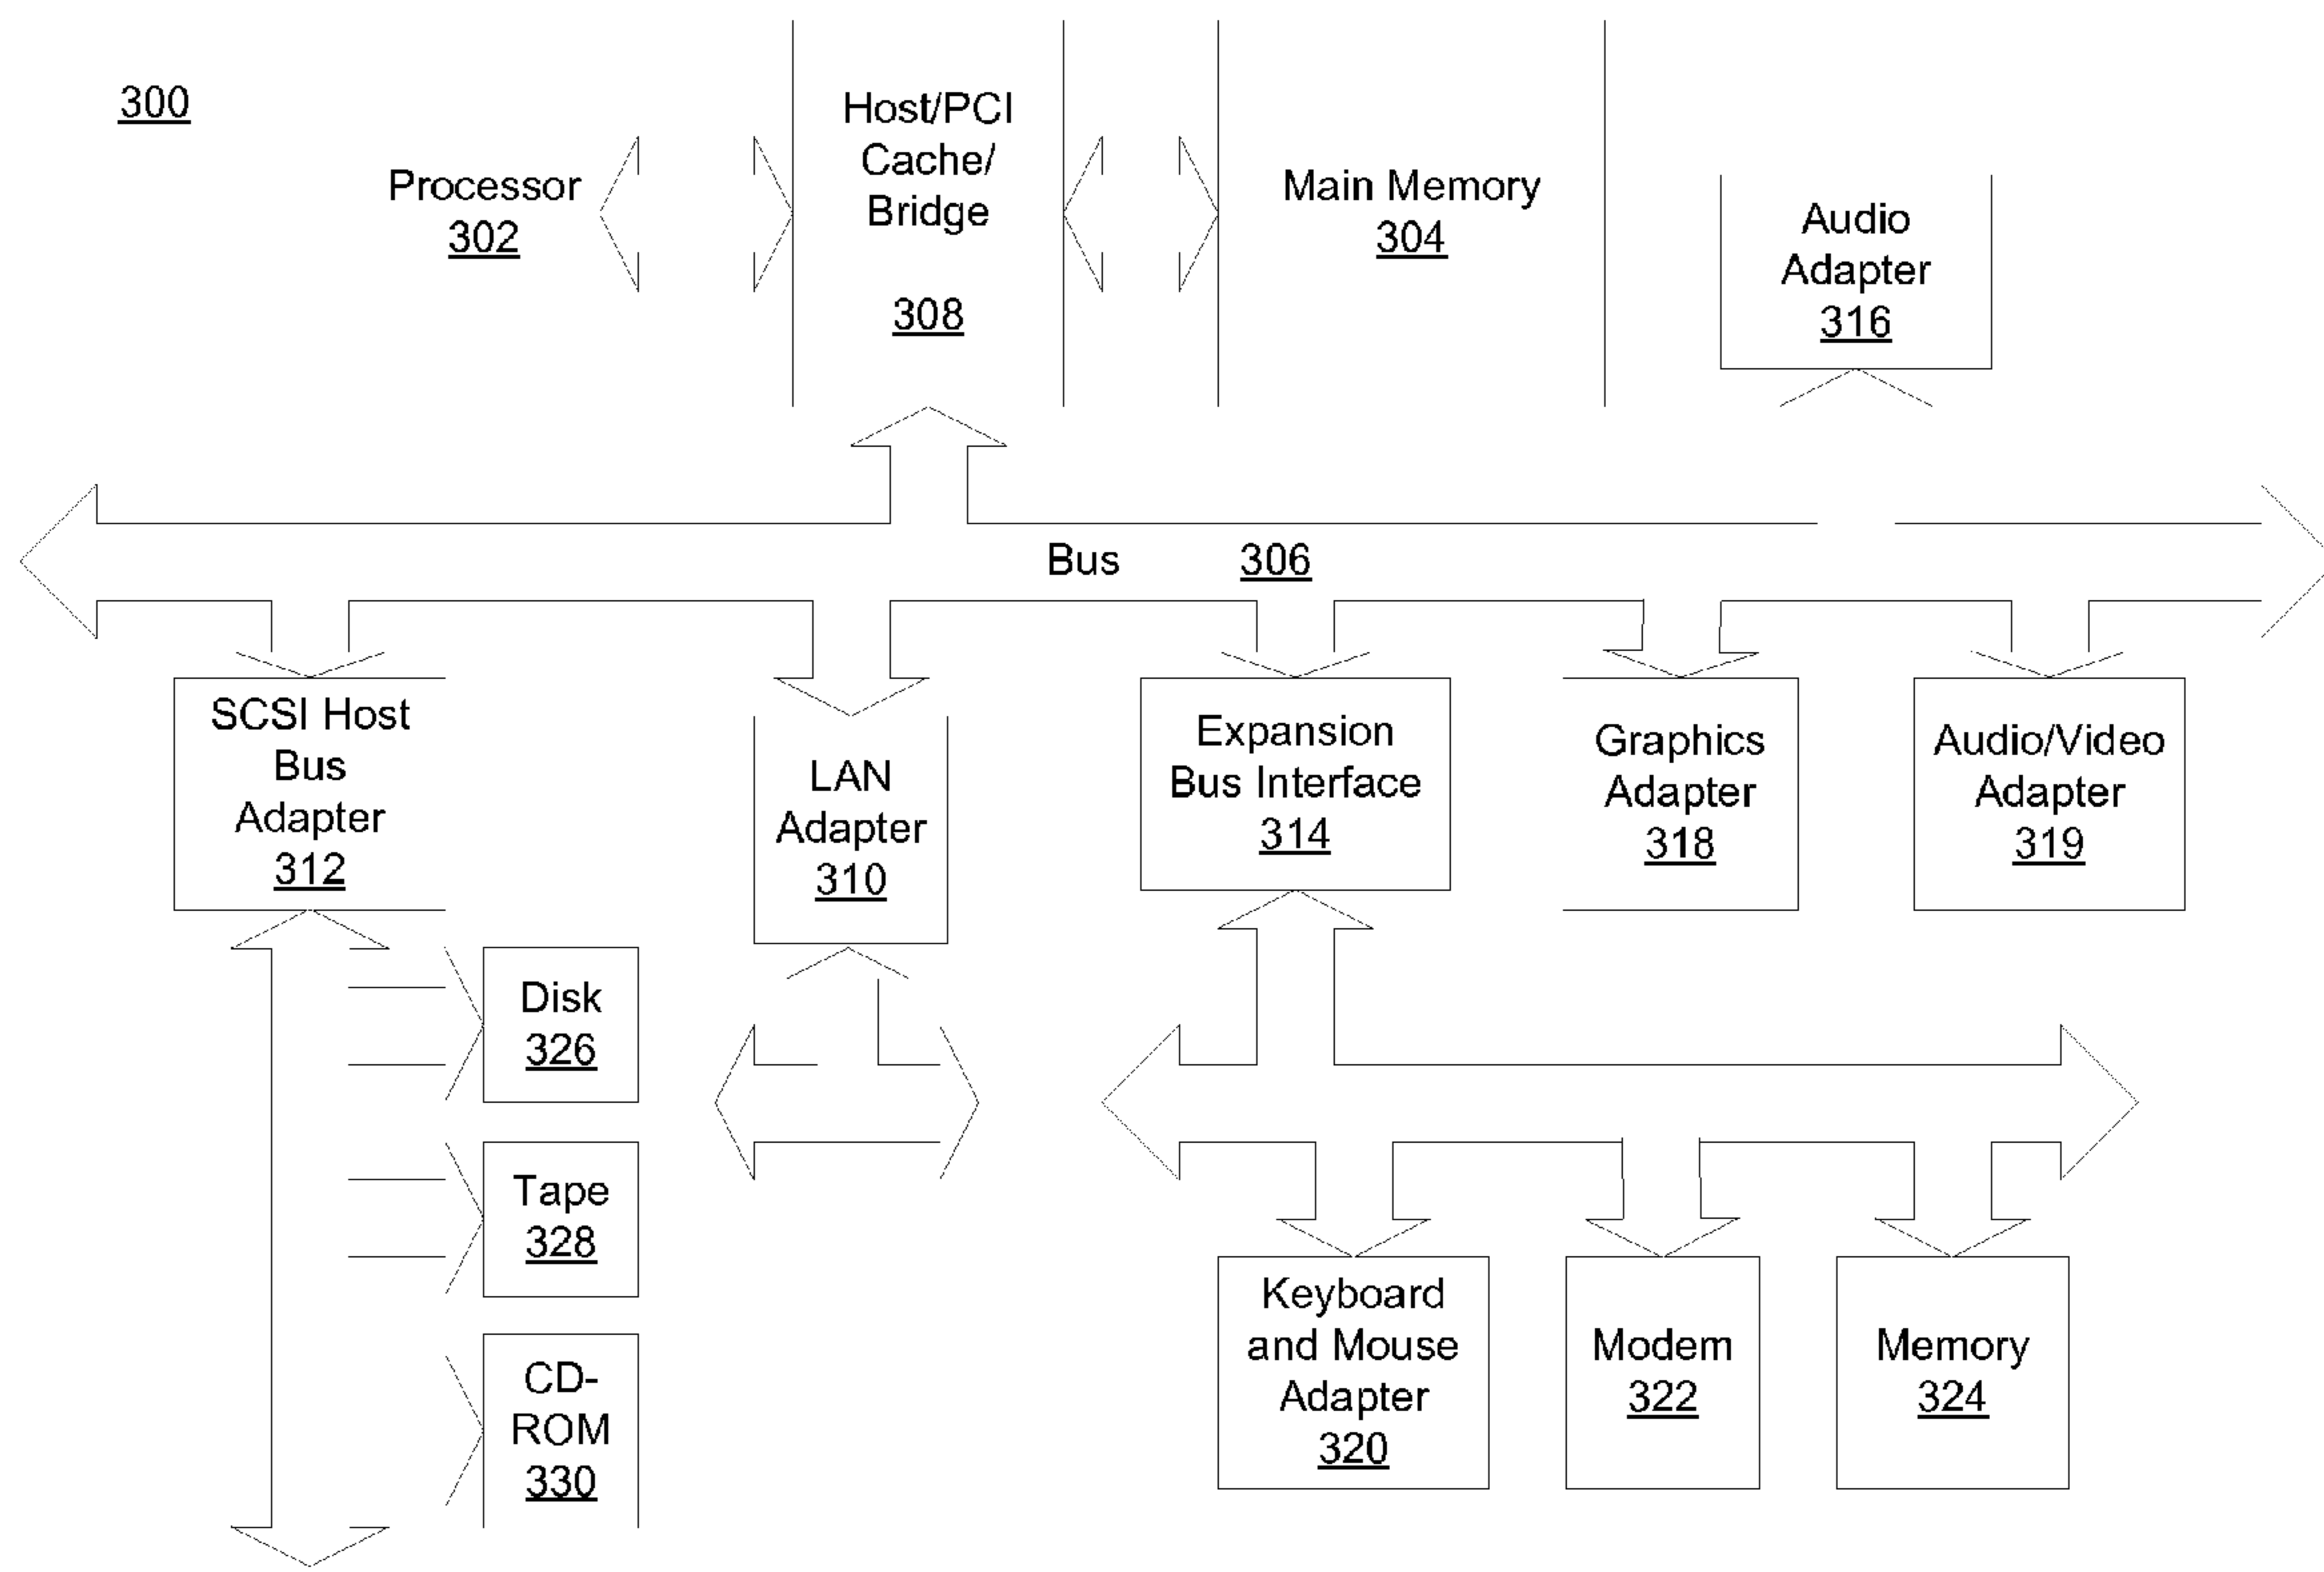 300
Processor
302
Host/PCI
Cache/
Bridge
308
Main Memory
304
Audio
Adapter
316
Bus 306
SCSI Host
Bus
Adapter
312
LAN
Adapter
310
Expansion
Bus Interface
314
Graphics
Adapter
318
Audio/Video
Adapter
319
Disk
326
Tape
328
CD-
ROM
330
Keyboard
and Mouse
Adapter
320
Modem
322
Memory
324